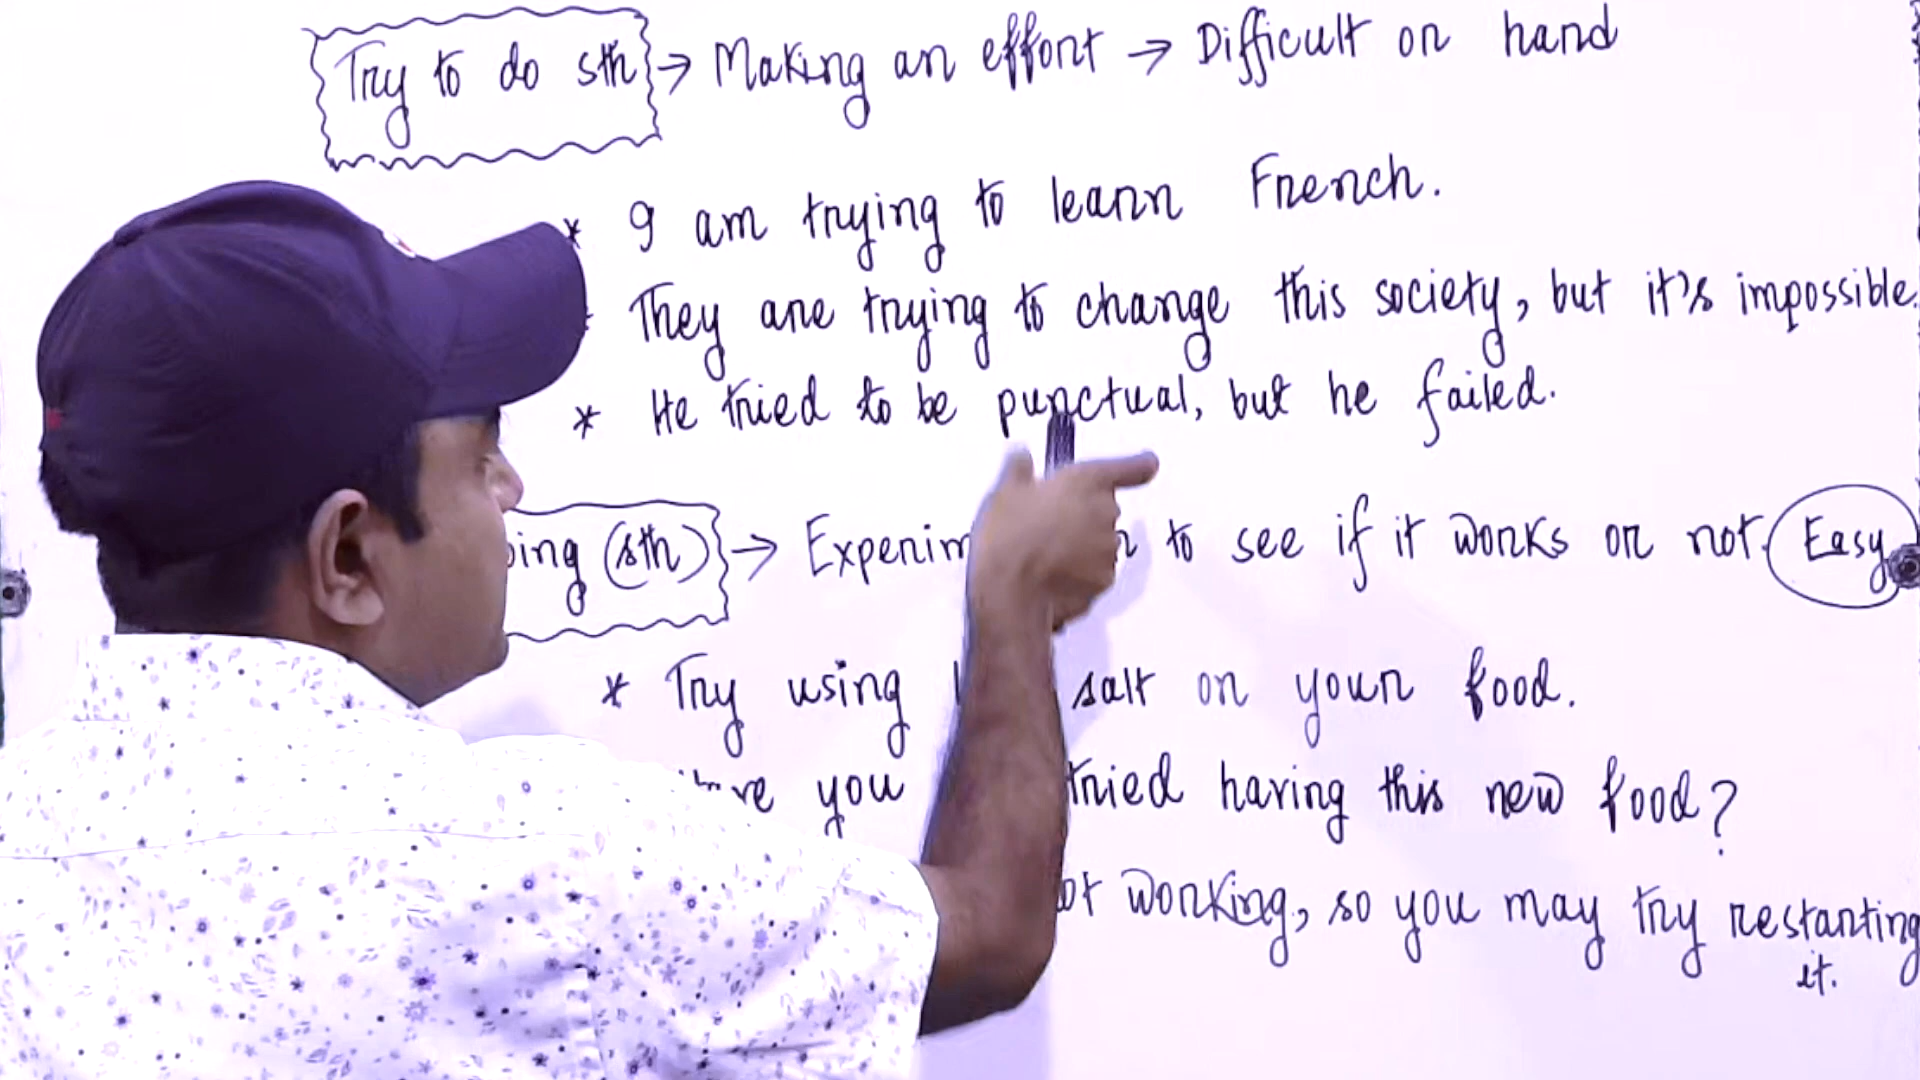 Try to do sth → Making an effort → Difficult or hard
* I am trying to learn French.
* They are trying to change this society, but it's impossible.
* He tried to be punctual, but he failed.
(sth) → to see if it works or not. Easy
* Try using salt on your food.
you tried having this new food?
working, so you may try restarting
it.